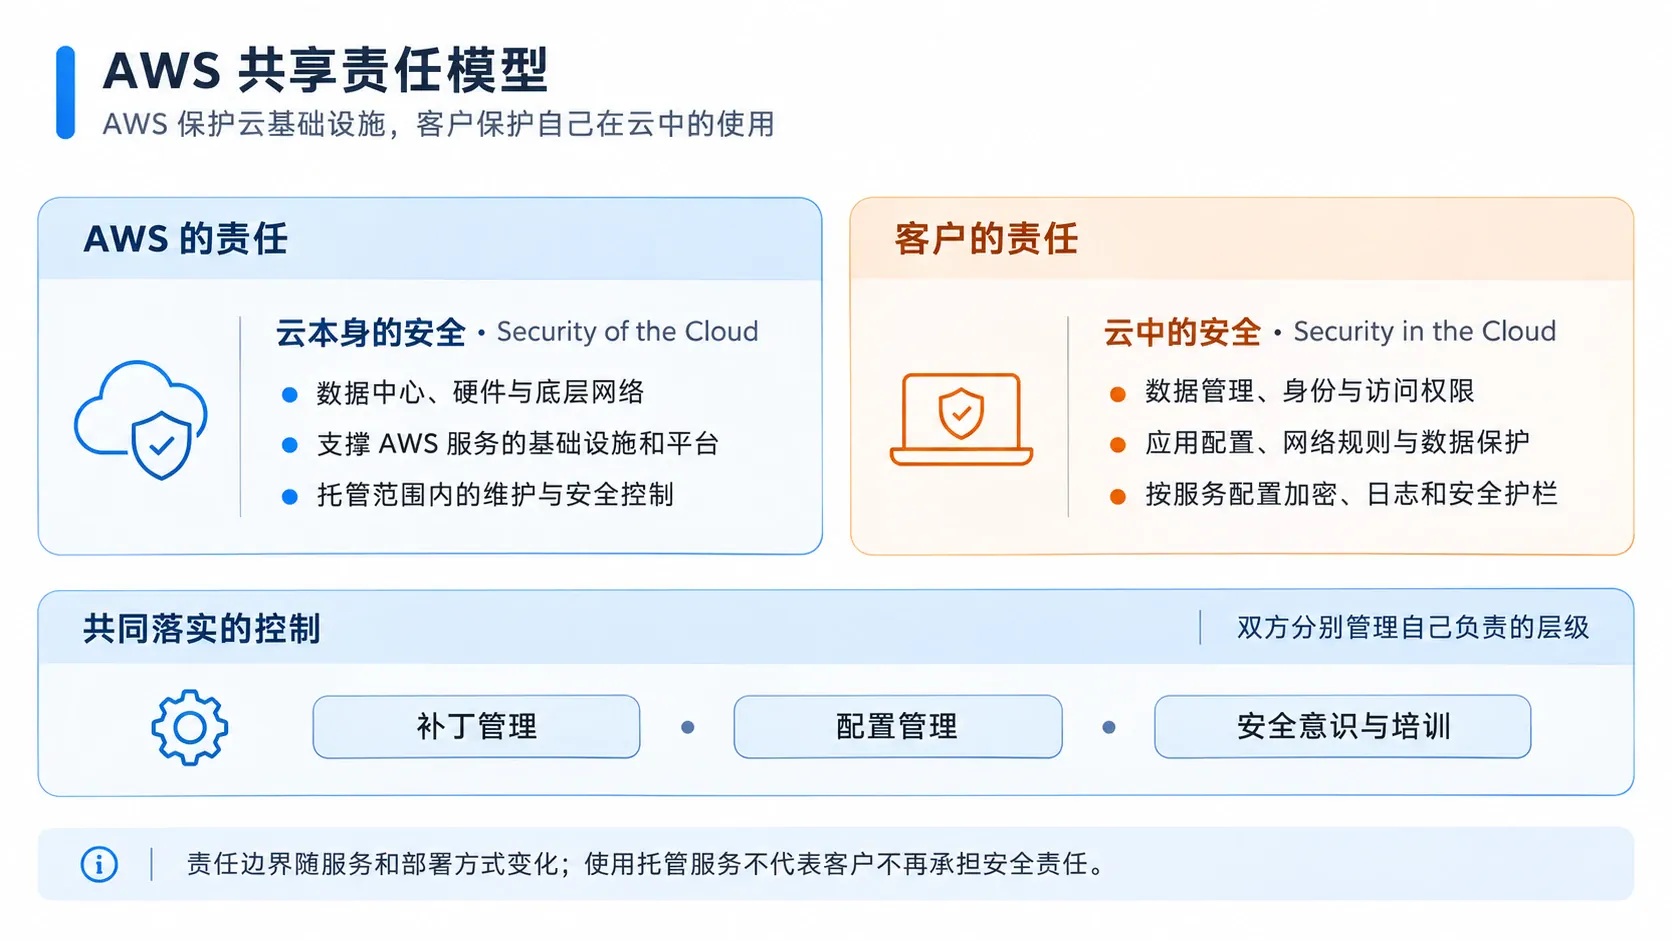 AWS 共享责任模型
AWS 保护云基础设施，客户保护自己在云中的使用
AWS 的责任
云本身的安全 · Security of the Cloud
数据中心、硬件与底层网络
支撑 AWS 服务的基础设施和平台
托管范围内的维护与安全控制
客户的责任
云中的安全 · Security in the Cloud
数据管理、身份与访问权限
应用配置、网络规则与数据保护
按服务配置加密、日志和安全护栏
共同落实的控制
双方分别管理自己负责的层级
补丁管理 • 配置管理 • 安全意识与培训
责任边界随服务和部署方式变化；使用托管服务不代表客户不再承担安全责任。